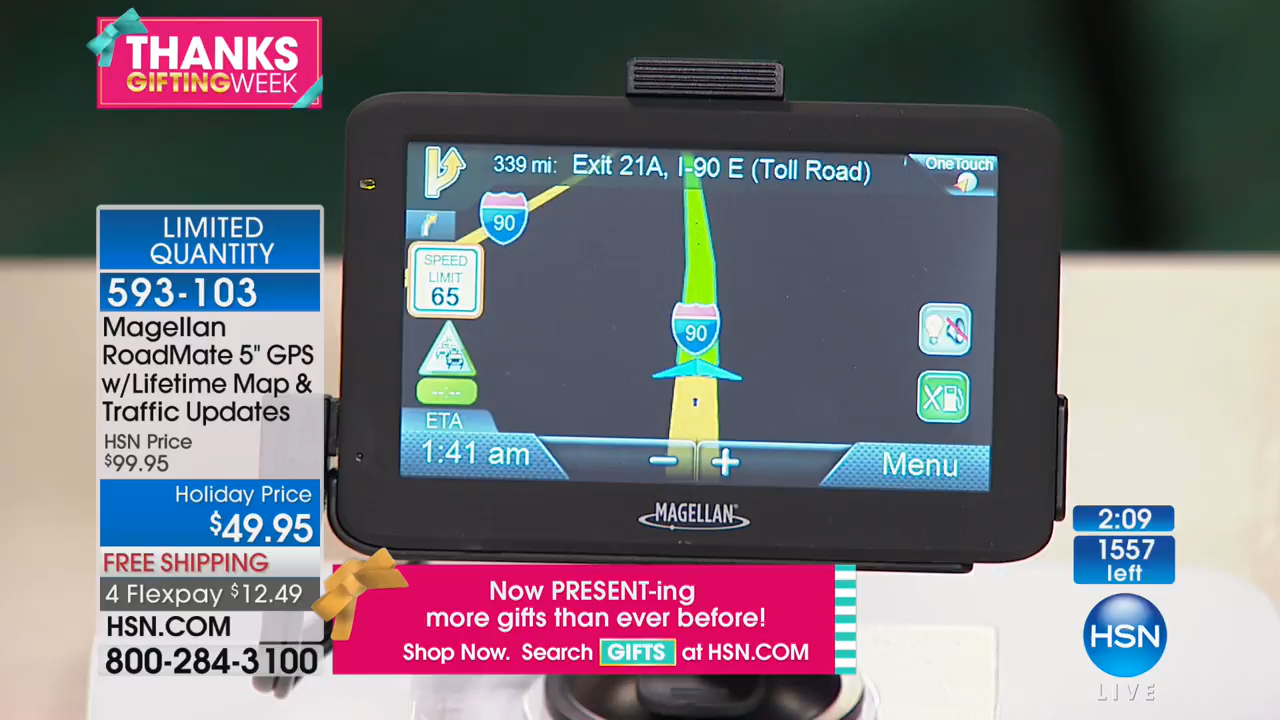 THANKS
GIFTING WEEK
LIMITED
QUANTITY
593-103
Magellan
RoadMate 5" GPS
w/Lifetime Map &
Traffic Updates
HSN Price
$99.95
Holiday Price
$49.95
FREE SHIPPING
4 Flexpay $12.49
HSN.COM
800-284-3100
339 mi: Exit 21A, I-90 E (Toll Road)
OneTouch
90
SPEED
LIMIT
65
90
ETA
1:41 am
Menu
MAGELLAN
Now PRESENT-ing
more gifts than ever before!
Shop Now. Search GIFTS at HSN.COM
2:09
1557
left
HSN
LIVE